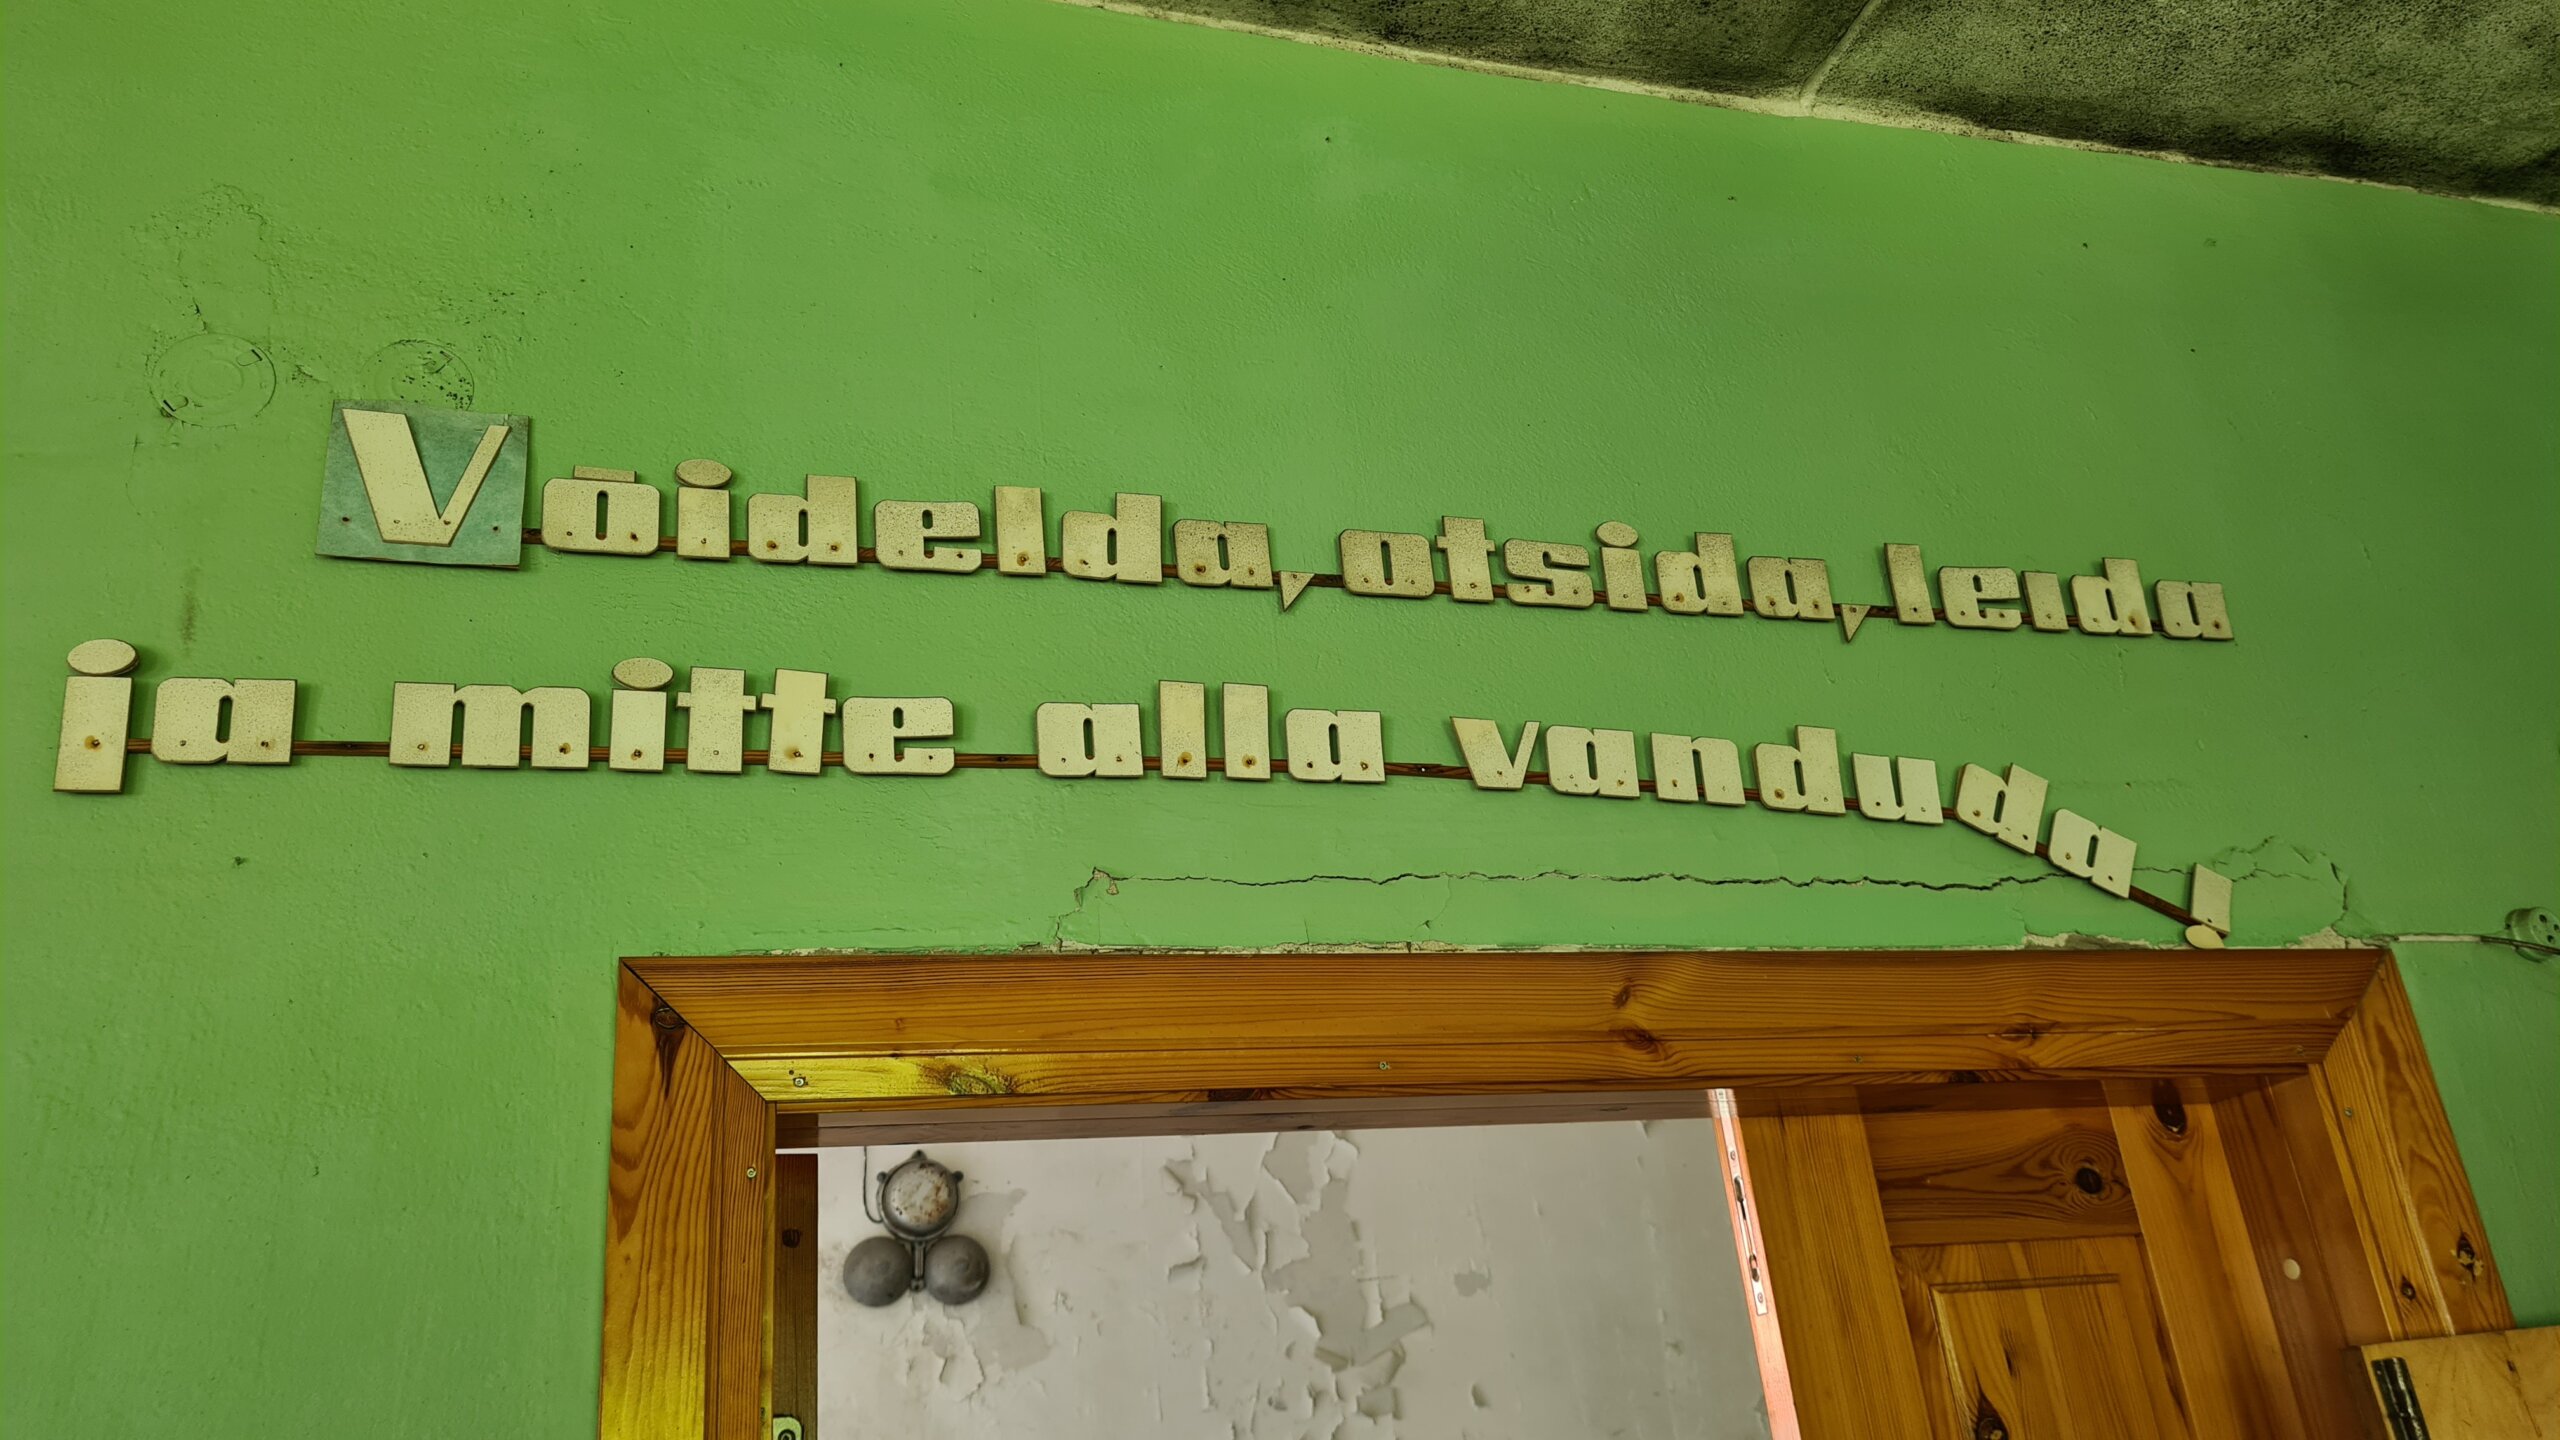 Võidelda, otsida, leida
ja mitte alla vanduda!